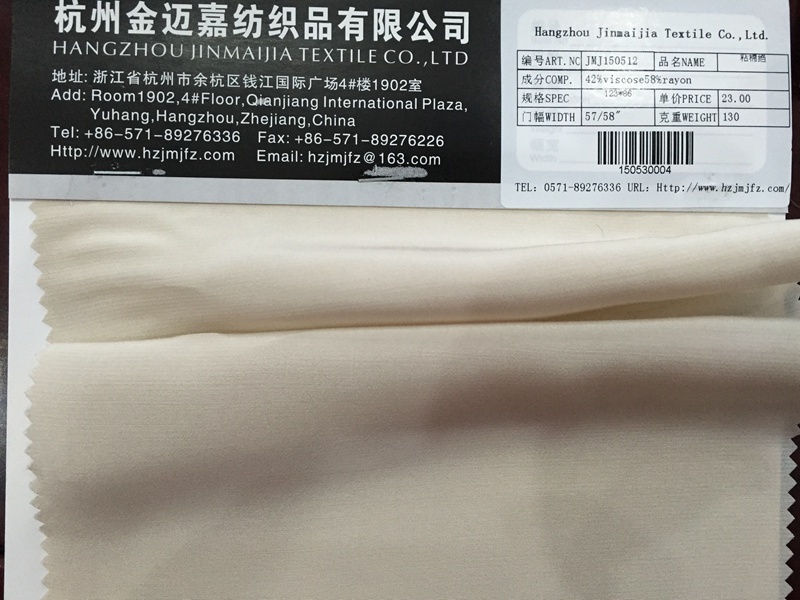 杭州金迈嘉纺织品有限公司
HANGZHOU JINMAIJIA TEXTILE CO.,LTD
地址: 浙江省杭州市余杭区钱江国际广场4#楼1902室
Add: Room1902,4#Floor,Qianjiang International Plaza,
Yuhang,Hangzhou,Zhejiang,China
Tel: +86-571-89276336 Fax: +86-571-89276226
Http://www.hzjmjfz.com Email: hzjmjfz@163.com
Hangzhou Jinmaijia Textile Co.,Ltd.
编号ART.NO JMJ150512 品名NAME 粘棉绉
成分COMP. 42%viscose58%rayon
规格SPEC 123*86 单价PRICE 23.00
门幅WIDTH 57/58" 克重WEIGHT 130
150530004
TEL: 0571-89276336 URL: Http://www.hzjmjfz.com/